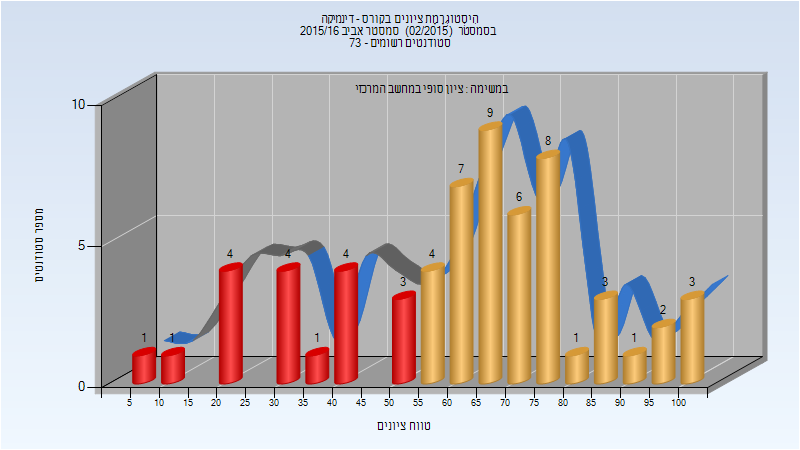 היסטוגרמת ציונים בקורס - דינמיקה
בסמסטר (02/2015) סמסטר אביב 2015/16
סטודנטים רשומים - 73
במשימה : ציון סופי במחשב המרכזי
מספר סטודנטים
10
5
0
1
1
4
4
1
4
3
4
7
9
6
8
1
3
1
2
3
5 10 15 20 25 30 35 40 45 50 55 60 65 70 75 80 85 90 95 100
טווח ציונים